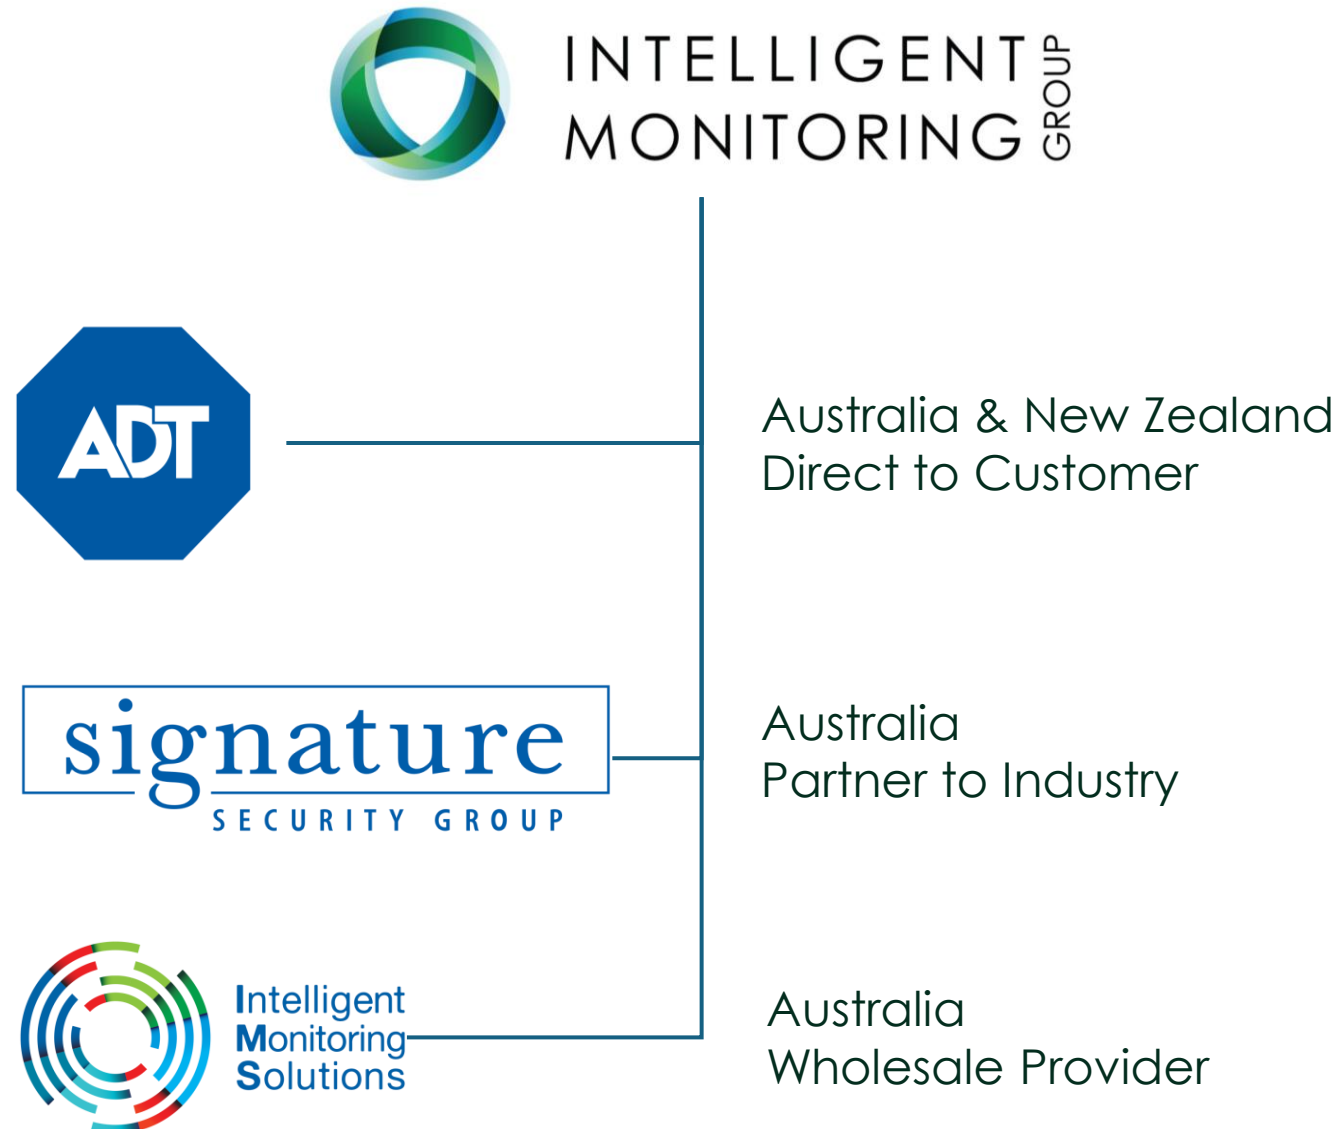 INTELLIGENT
MONITORING
GROUP
ADT
Australia & New Zealand
Direct to Customer
signature
SECURITY GROUP
Australia
Partner to Industry
Intelligent
Monitoring
Solutions
Australia
Wholesale Provider